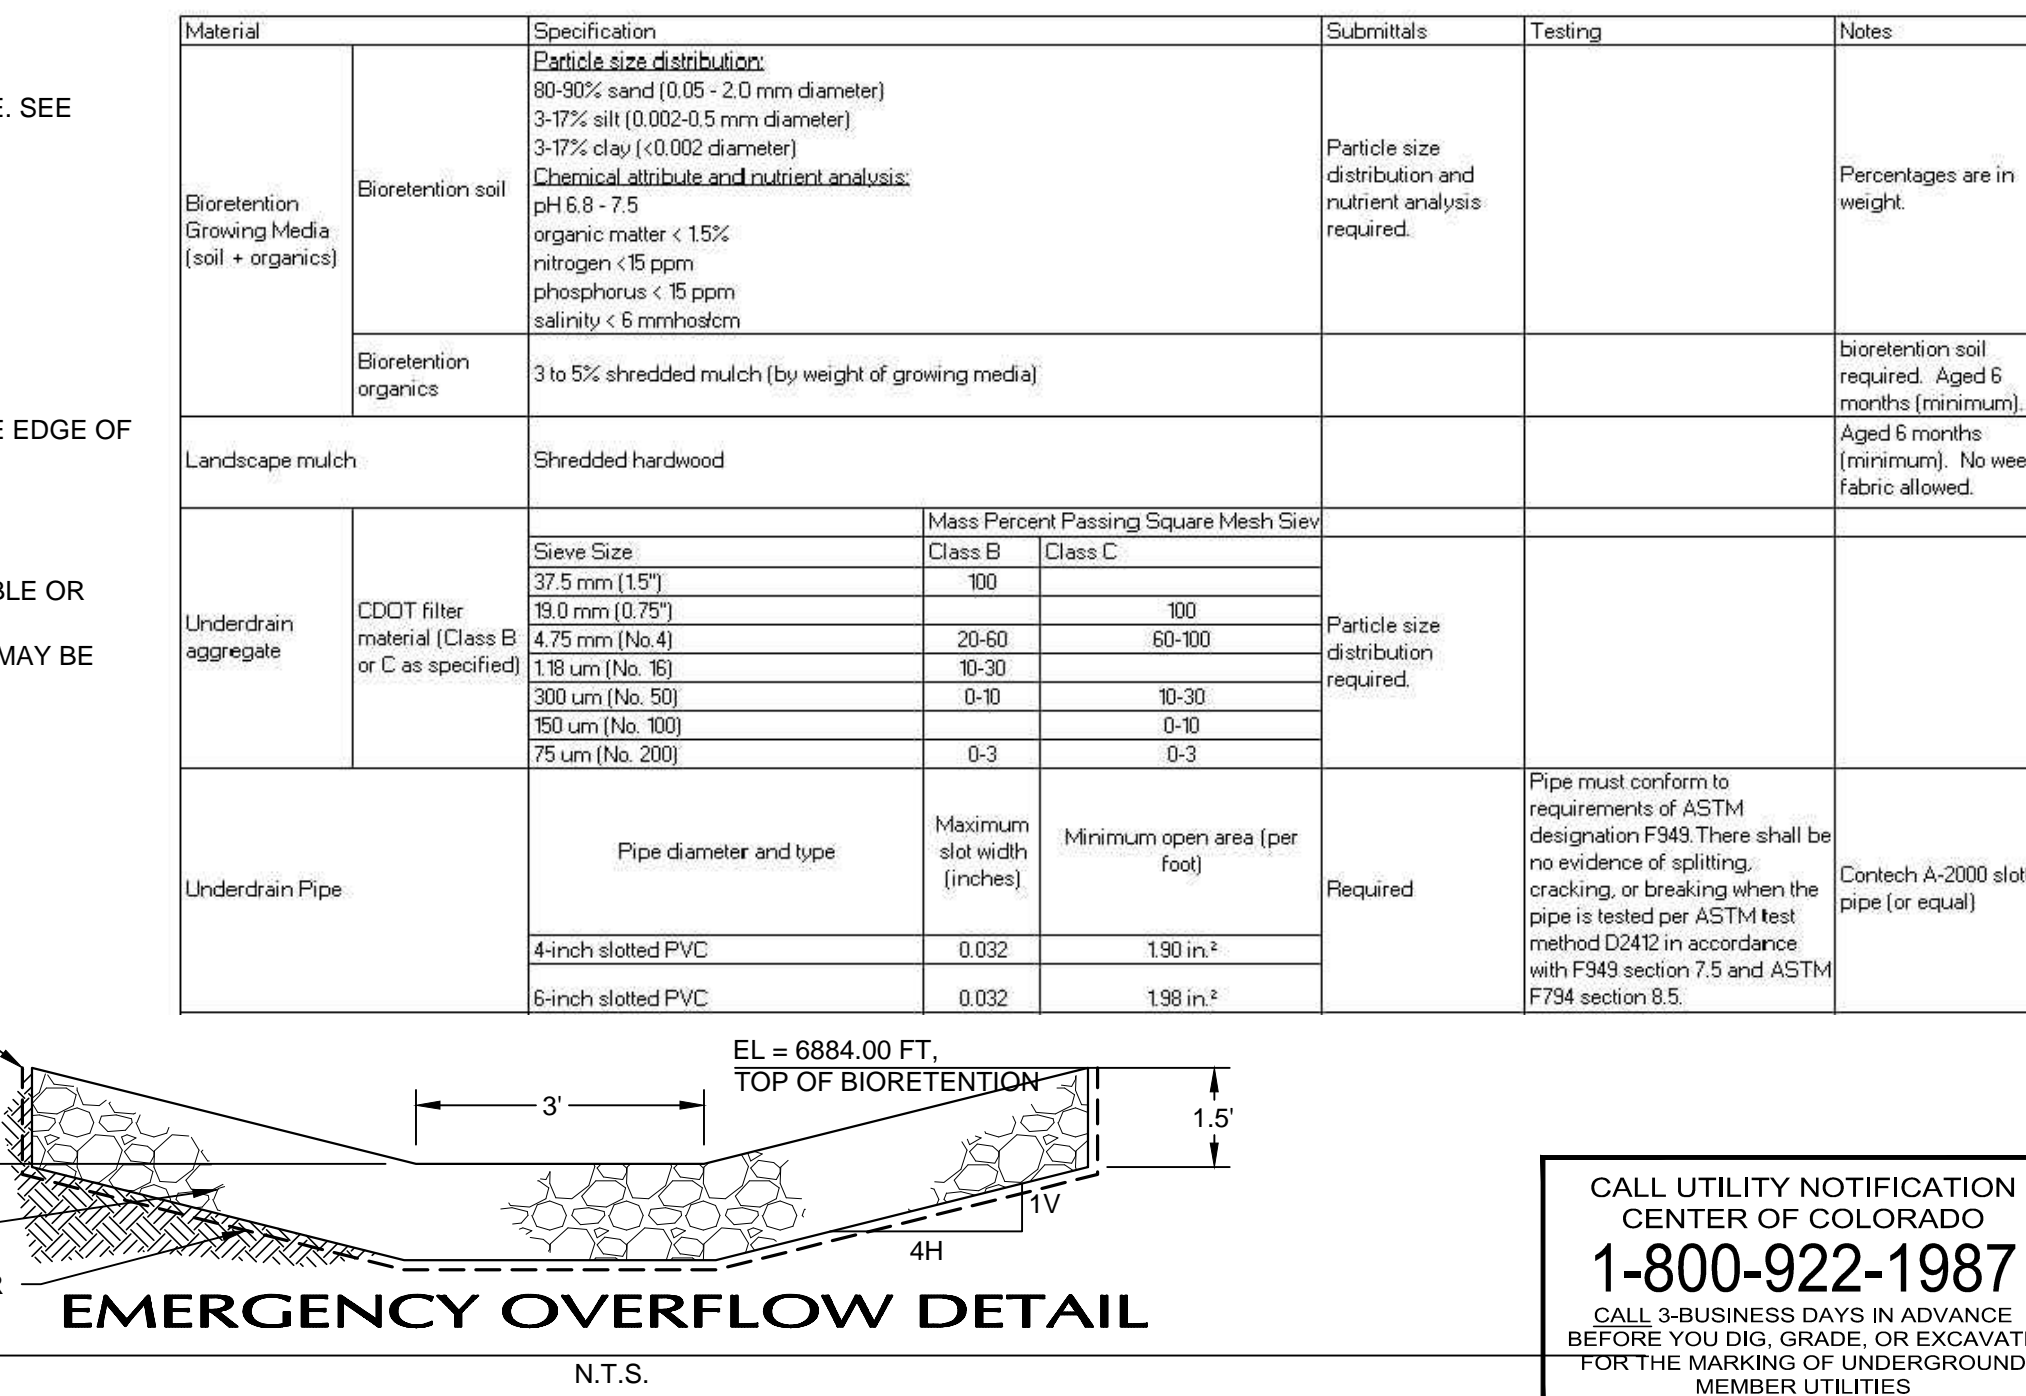 E. SEE
E EDGE OF
BLE OR
MAY BE
Material Specification Submittals Testing Notes
Bioretention
Growing Media
(soil + organics)
Bioretention soil
Particle size distribution:
80-90% sand (0.05 - 2.0 mm diameter)
3-17% silt (0.002-0.5 mm diameter)
3-17% clay (<0.002 diameter)
Chemical attribute and nutrient analysis:
pH 6.8 - 7.5
organic matter < 1.5%
nitrogen <15 ppm
phosphorus < 15 ppm
salinity < 6 mmhos/cm
Particle size
distribution and
nutrient analysis
required.
Percentages are in
weight.
Bioretention
organics
3 to 5% shredded mulch (by weight of growing media)
bioretention soil
required. Aged 6
months (minimum).
Landscape mulch
Shredded hardwood
Aged 6 months
(minimum). No wee
fabric allowed.
Underdrain
aggregate
CDOT filter
material (Class B
or C as specified)
Mass Percent Passing Square Mesh Siev
Sieve Size Class B Class C
37.5 mm (1.5") 100
19.0 mm (0.75") 100
4.75 mm (No.4) 20-60 60-100
1.18 um (No. 16) 10-30
300 um (No. 50) 0-10 10-30
150 um (No. 100) 0-10
75 um (No. 200) 0-3 0-3
Particle size
distribution
required.
Underdrain Pipe
Pipe diameter and type
Maximum
slot width
(inches)
Minimum open area (per
foot)
4-inch slotted PVC 0.032 1.90 in.²
6-inch slotted PVC 0.032 1.98 in.²
Required
Pipe must conform to
requirements of ASTM
designation F949.There shall be
no evidence of splitting,
cracking, or breaking when the
pipe is tested per ASTM test
method D2412 in accordance
with F949 section 7.5 and ASTM
F794 section 8.5.
Contech A-2000 slot
pipe (or equal)
EL = 6884.00 FT,
TOP OF BIORETENTION
3'
1.5'
1V
4H
R
EMERGENCY OVERFLOW DETAIL
N.T.S.
CALL UTILITY NOTIFICATION
CENTER OF COLORADO
1-800-922-1987
CALL 3-BUSINESS DAYS IN ADVANCE
BEFORE YOU DIG, GRADE, OR EXCAVATE
FOR THE MARKING OF UNDERGROUND
MEMBER UTILITIES